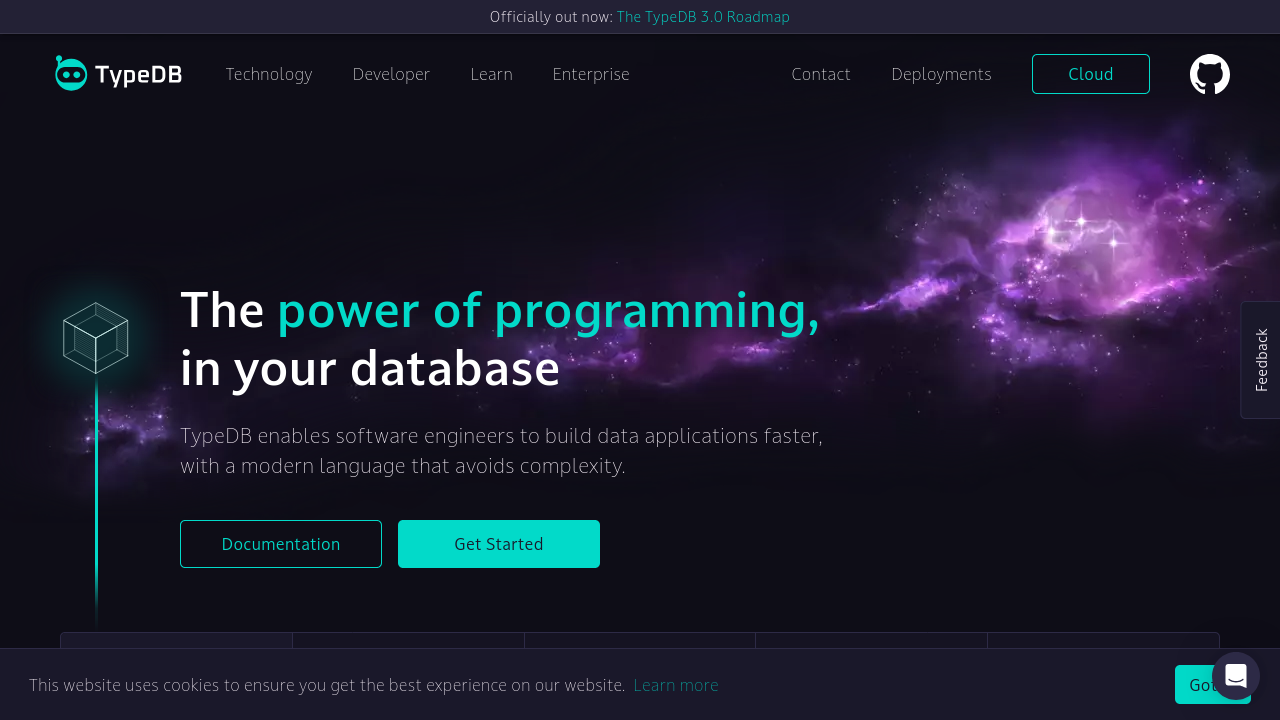 Officially out now: The TypeDB 3.0 Roadmap
TypeDB
Technology
Developer
Learn
Enterprise
Contact
Deployments
Cloud
The power of programming,
in your database
Feedback
TypeDB enables software engineers to build data applications faster,
with a modern language that avoids complexity.
Documentation
Get Started
This website uses cookies to ensure you get the best experience on our website. Learn more